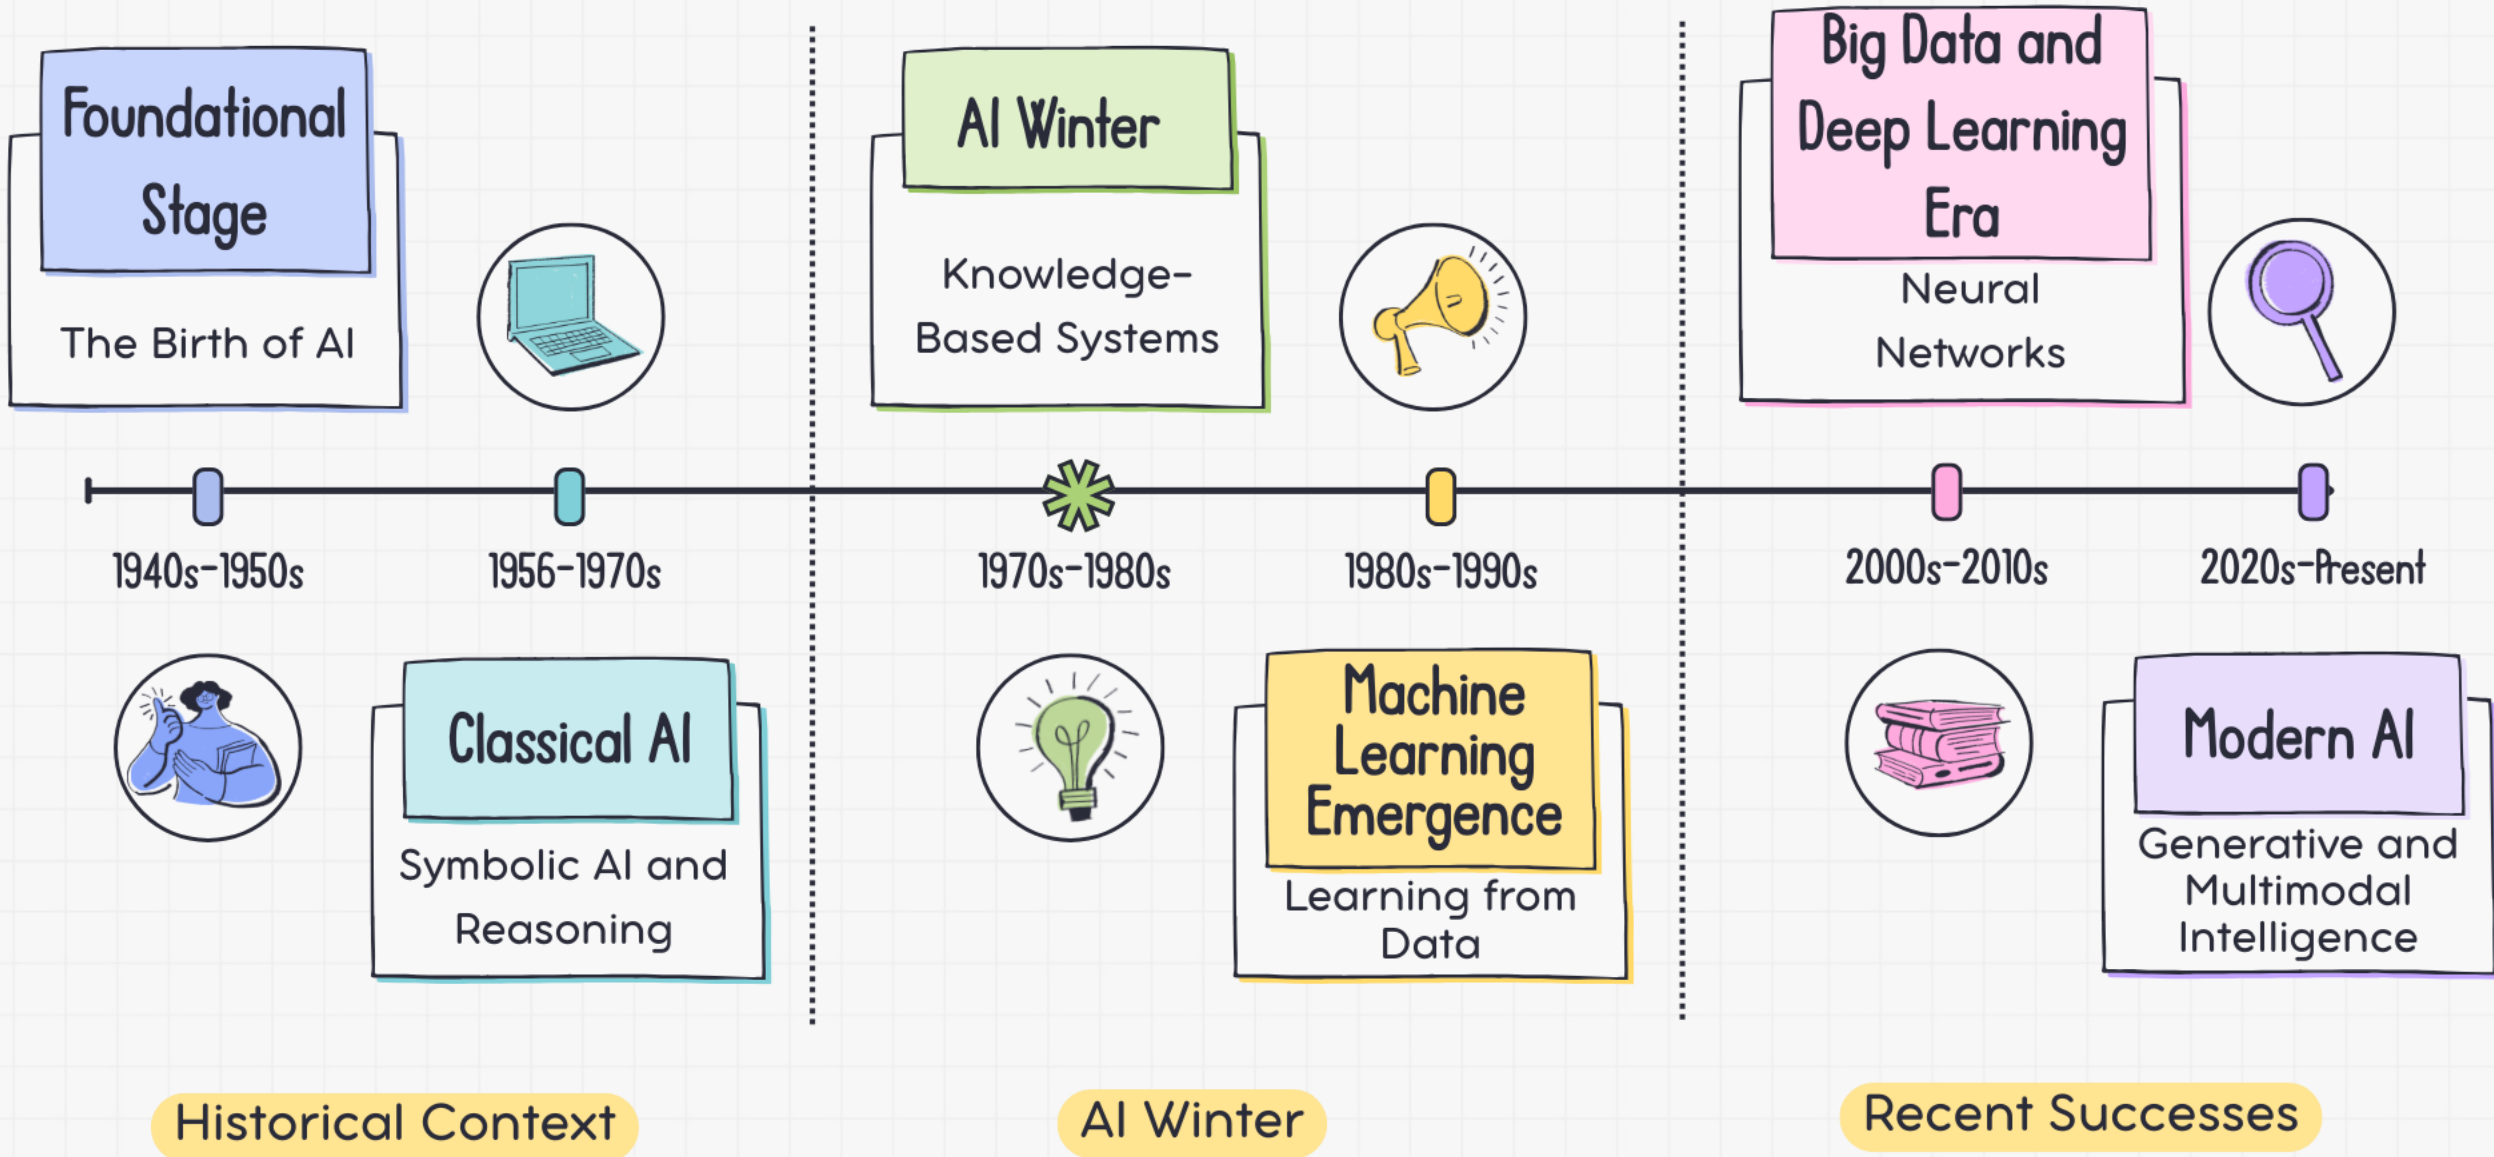 Foundational
Stage
The Birth of AI
1940s-1950s
1956-1970s
Classical AI
Symbolic AI and
Reasoning
Historical Context
AI Winter
Knowledge-
Based Systems
1970s-1980s
1980s-1990s
Machine
Learning
Emergence
Learning from
Data
AI Winter
Big Data and
Deep Learning
Era
Neural
Networks
2000s-2010s
2020s-Present
Modern AI
Generative and
Multimodal
Intelligence
Recent Successes